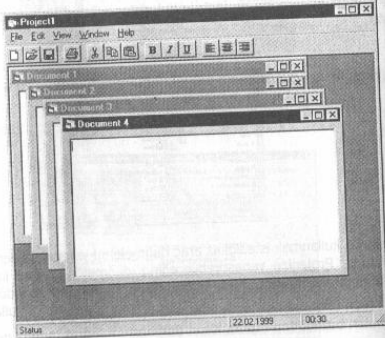 Project1
File Edit View Window Help
B I U
Document 1
Document 2
Document 3
Document 4
Status 22.02.1999 00:30